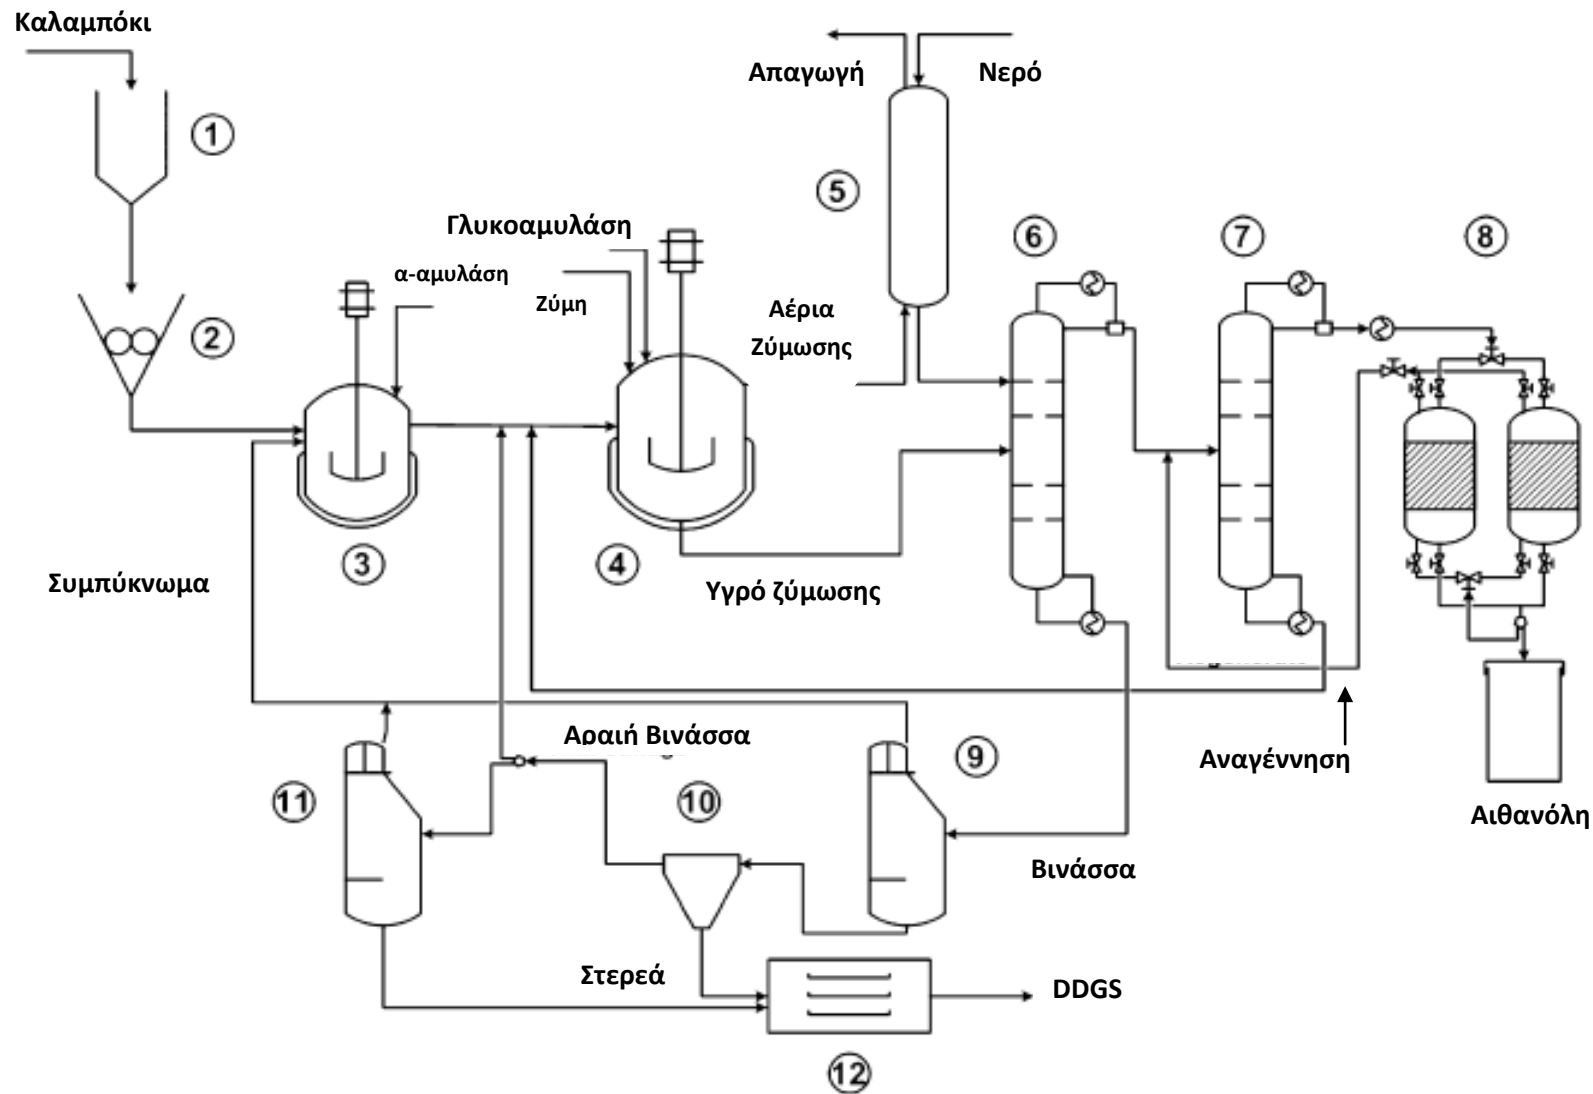 Καλαμπόκι
Απαγωγή
Νερό
1
5
Γλυκοαμυλάση
6
7
8
α-αμυλάση
Ζύμη
Αέρια
Ζύμωσης
2
3
4
Συμπύκνωμα
Υγρό ζύμωσης
Αραιή Βινάσσα
9
Αναγέννηση
11
10
Αιθανόλη
Βινάσσα
Στερεά
DDGS
12